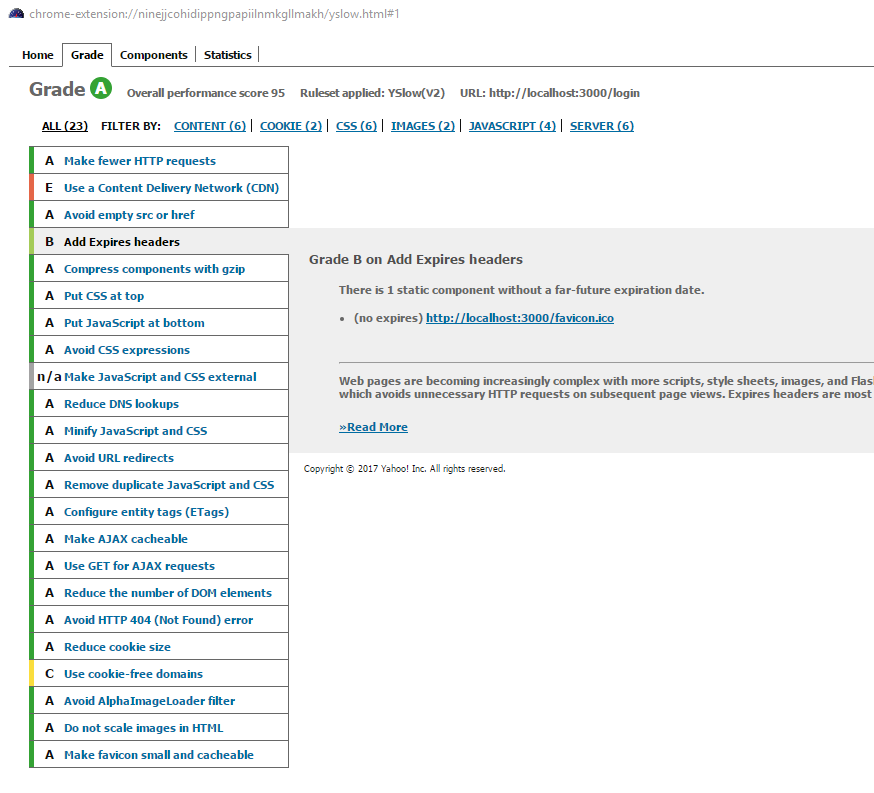 chrome-extension://ninejjcohidippngpapiilnmkgllmakh/yslow.html#1
Home Grade Components Statistics
Grade A Overall performance score 95 Ruleset applied: YSlow(V2) URL: http://localhost:3000/login
ALL (23) FILTER BY: CONTENT (6) | COOKIE (2) | CSS (6) | IMAGES (2) | JAVASCRIPT (4) | SERVER (6)
A Make fewer HTTP requests
E Use a Content Delivery Network (CDN)
A Avoid empty src or href
B Add Expires headers
A Compress components with gzip
A Put CSS at top
A Put JavaScript at bottom
A Avoid CSS expressions
n/a Make JavaScript and CSS external
A Reduce DNS lookups
A Minify JavaScript and CSS
A Avoid URL redirects
A Remove duplicate JavaScript and CSS
A Configure entity tags (ETags)
A Make AJAX cacheable
A Use GET for AJAX requests
A Reduce the number of DOM elements
A Avoid HTTP 404 (Not Found) error
A Reduce cookie size
C Use cookie-free domains
A Avoid AlphaImageLoader filter
A Do not scale images in HTML
A Make favicon small and cacheable
Grade B on Add Expires headers
There is 1 static component without a far-future expiration date.
• (no expires) http://localhost:3000/favicon.ico
Web pages are becoming increasingly complex with more scripts, style sheets, images, and Flas
which avoids unnecessary HTTP requests on subsequent page views. Expires headers are most
»Read More
Copyright © 2017 Yahoo! Inc. All rights reserved.